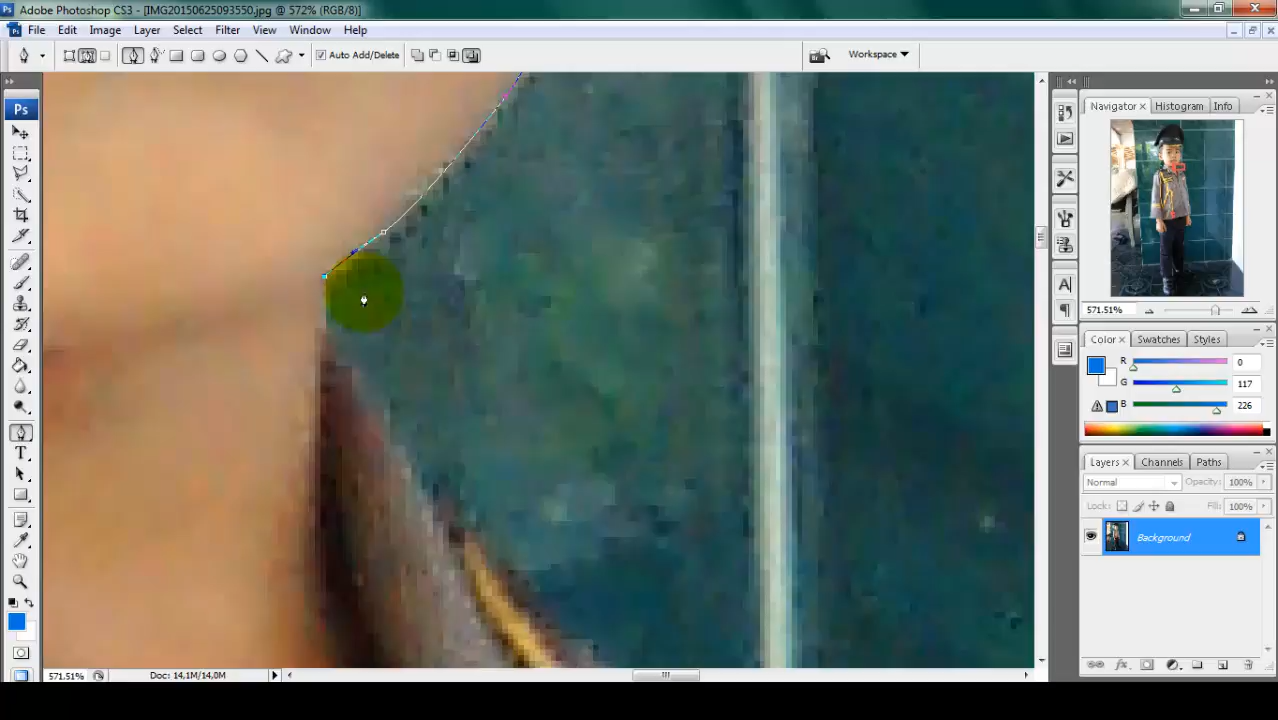 Ps Adobe Photoshop CS3 - [IMG20150625093550.jpg @ 572% (RGB/8)]
File Edit Image Layer Select Filter View Window Help
Auto Add/Delete Workspace
Ps
Navigator × Histogram Info
571.51%
Color × Swatches Styles
R 0
G 117
B 226
Layers × Channels Paths
Normal Opacity: 100%
Lock: Fill: 100%
Background
T
A
571.51% Doc: 14,1M/14,0M